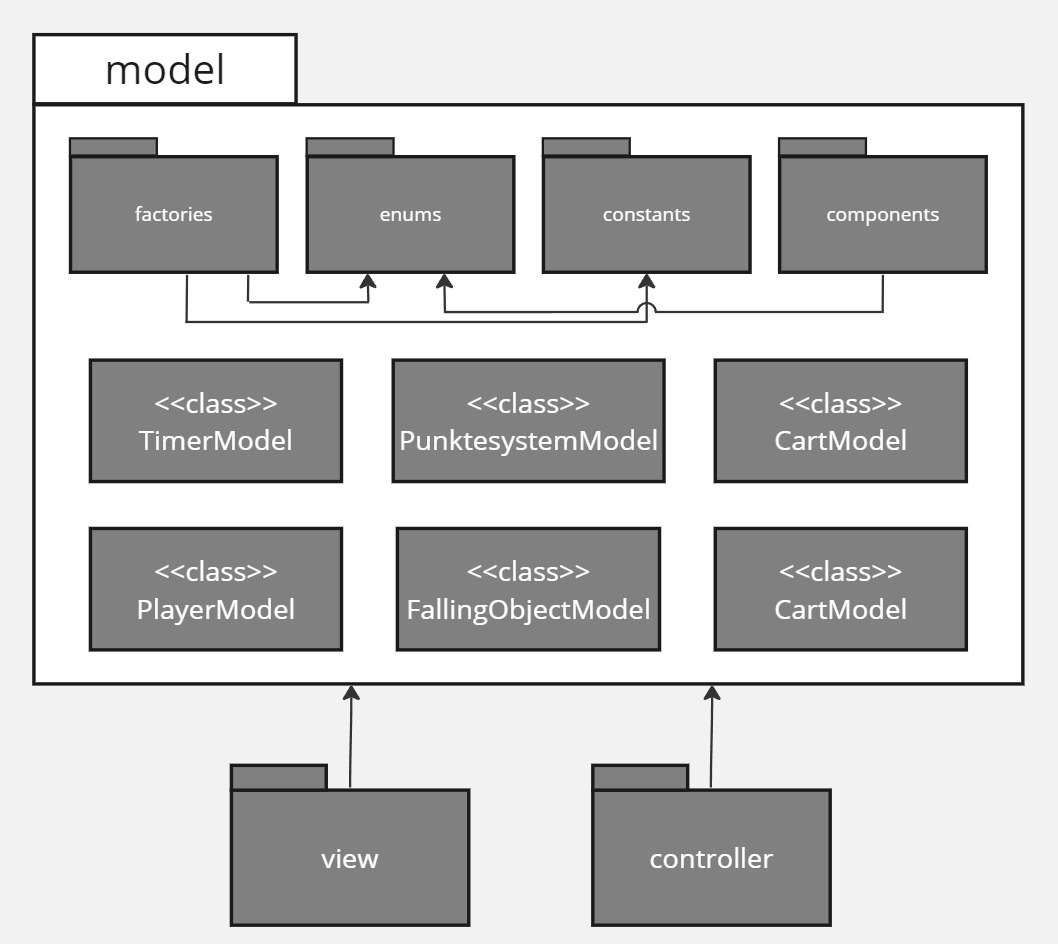 model
factories
enums
constants
components
<<class>>
TimerModel
<<class>>
PunktesystemModel
<<class>>
CartModel
<<class>>
PlayerModel
<<class>>
FallingObjectModel
<<class>>
CartModel
view
controller